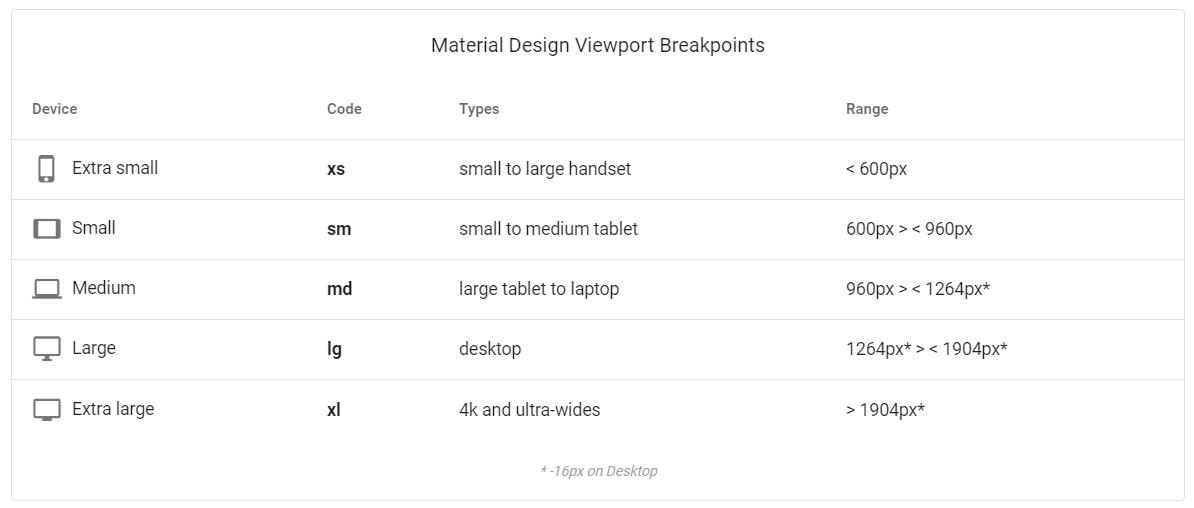 Material Design Viewport Breakpoints
Device Code Types Range
Extra small xs small to large handset < 600px
Small sm small to medium tablet 600px > < 960px
Medium md large tablet to laptop 960px > < 1264px*
Large lg desktop 1264px* > < 1904px*
Extra large xl 4k and ultra-wides > 1904px*
* -16px on Desktop